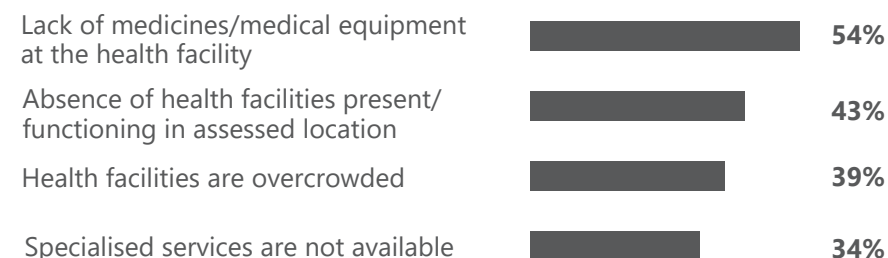 Lack of medicines/medical equipment
at the health facility
54%
Absence of health facilities present/
functioning in assessed location
43%
Health facilities are overcrowded
39%
Specialised services are not available
34%